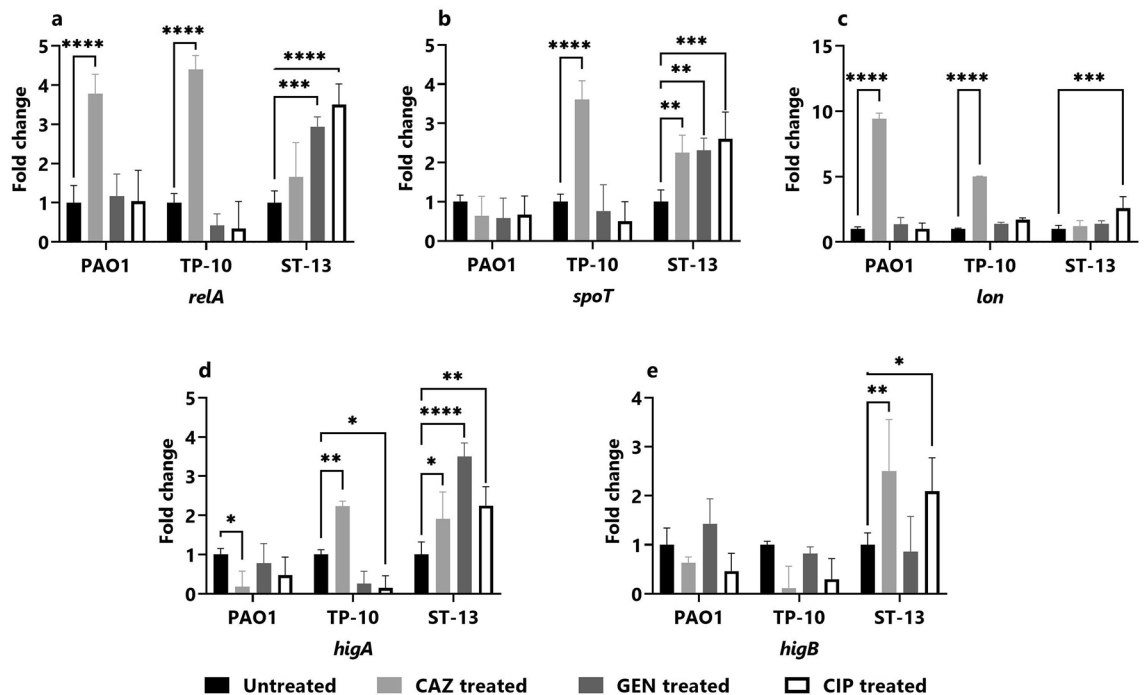 a
Fold change
5
4
3
2
1
0
****
****
***
****
PAO1 TP-10 ST-13
relA
b
Fold change
5
4
3
2
1
0
****
**
**
***
PAO1 TP-10 ST-13
spoT
c
Fold change
15
10
5
0
****
****
***
PAO1 TP-10 ST-13
lon
d
Fold change
5
4
3
2
1
0
*
**
*
*
****
**
PAO1 TP-10 ST-13
higA
e
Fold change
4
3
2
1
0
**
*
PAO1 TP-10 ST-13
higB
Untreated CAZ treated GEN treated CIP treated